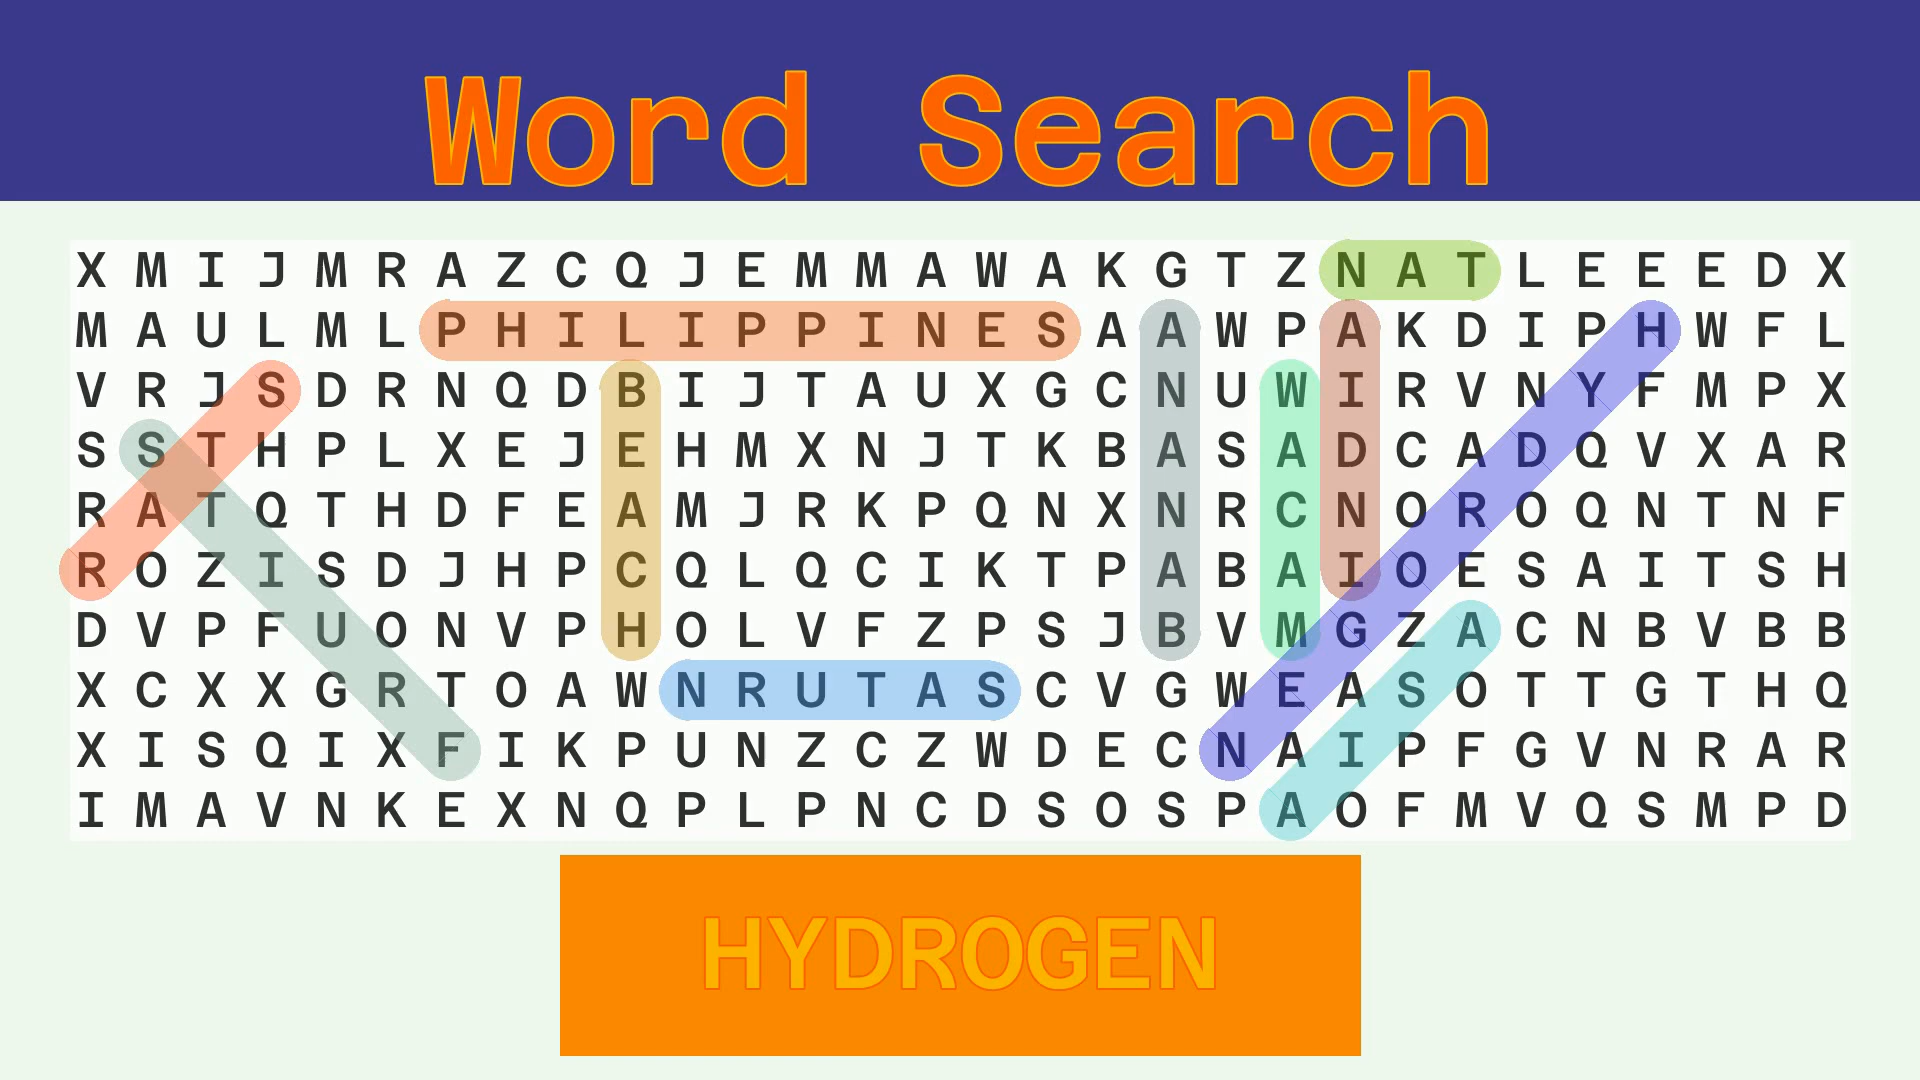 Word Search
X M I J M R A Z C Q J E M M A W A K G T Z N A T L E E E D X
M A U L M L P H I L I P P I N E S A A W P A K D I P H W F L
V R J S D R N Q D B I J T A U X G C N U W I R V N Y F M P X
S S T H P L X E J E H M X N J T K B A S A D C A D Q V X A R
R A T Q T H D F E A M J R K P Q N X N R C N O R O Q N T N F
R O Z I S D J H P C Q L Q C I K T P A B A I O E S A I T S H
D V P F U O N V P H O L V F Z P S J B V M G Z A C N B V B B
X C X X G R T O A W N R U T A S C V G W E A S O T T G T H Q
X I S Q I X F I K P U N Z C Z W D E C N A I P F G V N R A R
I M A V N K E X N Q P L P N C D S O S P A O F M V Q S M P D
HYDROGEN